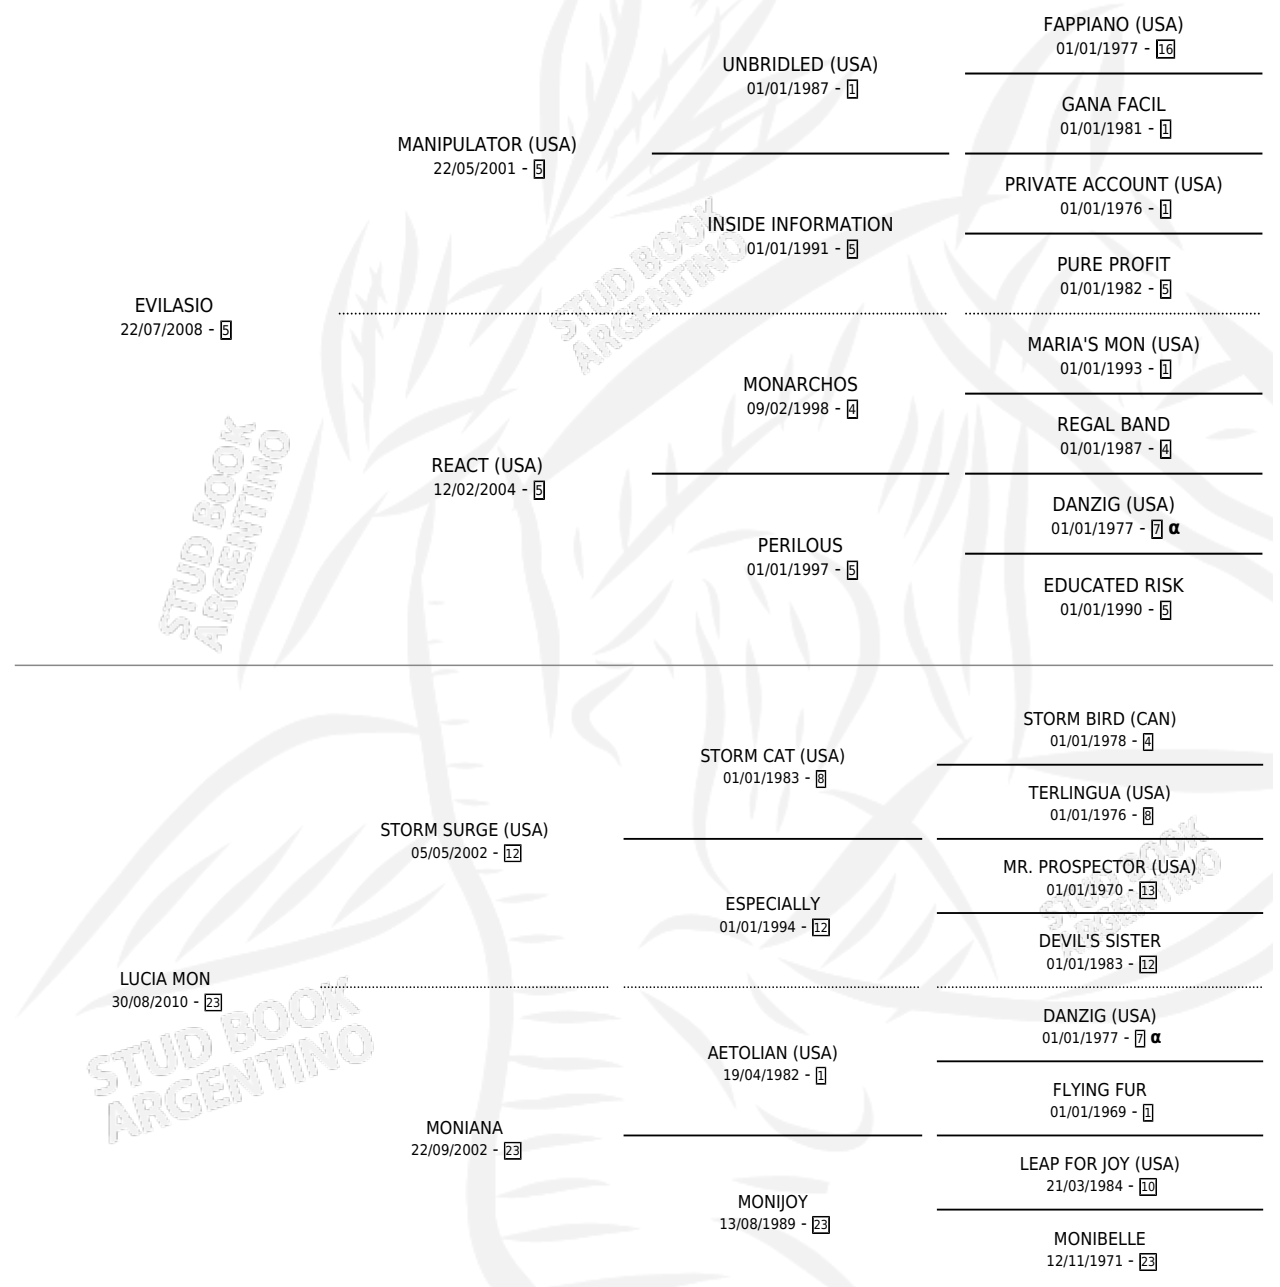 FAPPIANO (USA)
01/01/1977 - 16
UNBRIDLED (USA)
01/01/1987 - 1
GANA FACIL
01/01/1981 - 1
MANIPULATOR (USA)
22/05/2001 - 5
PRIVATE ACCOUNT (USA)
01/01/1976 - 1
INSIDE INFORMATION
01/01/1991 - 5
PURE PROFIT
01/01/1982 - 5
EVILASIO
22/07/2008 - 5
STUD BOOK
ARGENTINO
MARIA'S MON (USA)
01/01/1993 - 1
MONARCHOS
09/02/1998 - 4
REGAL BAND
01/01/1987 - 4
REACT (USA)
12/02/2004 - 5
DANZIG (USA)
01/01/1977 - 7 α
PERILOUS
01/01/1997 - 5
EDUCATED RISK
01/01/1990 - 5
STUD BOOK
ARGENTINO
STORM BIRD (CAN)
01/01/1978 - 4
STORM CAT (USA)
01/01/1983 - 8
TERLINGUA (USA)
01/01/1976 - 8
STORM SURGE (USA)
05/05/2002 - 12
MR. PROSPECTOR (USA)
01/01/1970 - 13
ESPECIALLY
01/01/1994 - 12
DEVIL'S SISTER
01/01/1983 - 12
STUD BOOK
ARGENTINO
LUCIA MON
30/08/2010 - 23
DANZIG (USA)
01/01/1977 - 7 α
AETOLIAN (USA)
19/04/1982 - 1
FLYING FUR
01/01/1969 - 1
STUD BOOK
ARGENTINO
MONIANA
22/09/2002 - 23
LEAP FOR JOY (USA)
21/03/1984 - 10
MONIJOY
13/08/1989 - 23
MONIBELLE
12/11/1971 - 23